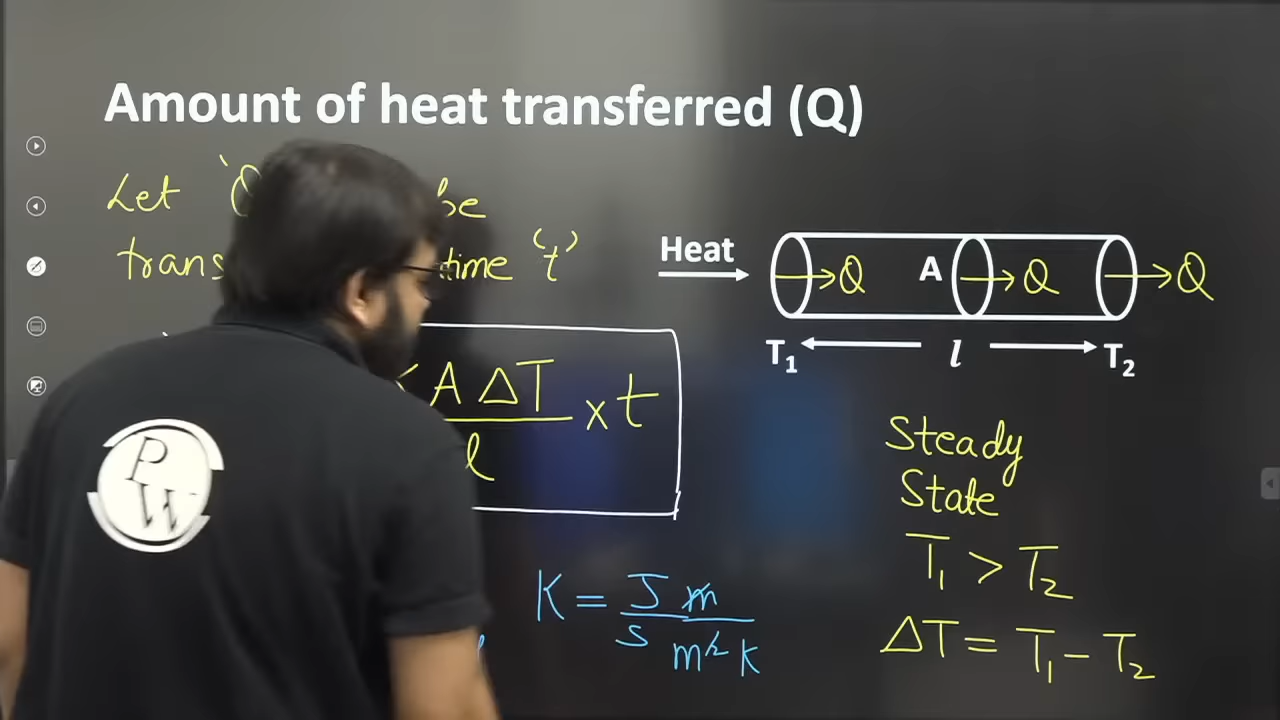 Amount of heat transferred (Q)
Let be
time 't'
Heat
Q A Q Q
T₁ l T₂
A ΔT
l
x t
Steady
State
T₁ > T₂
ΔT = T₁ - T₂
K = J m
s m² K
P
W